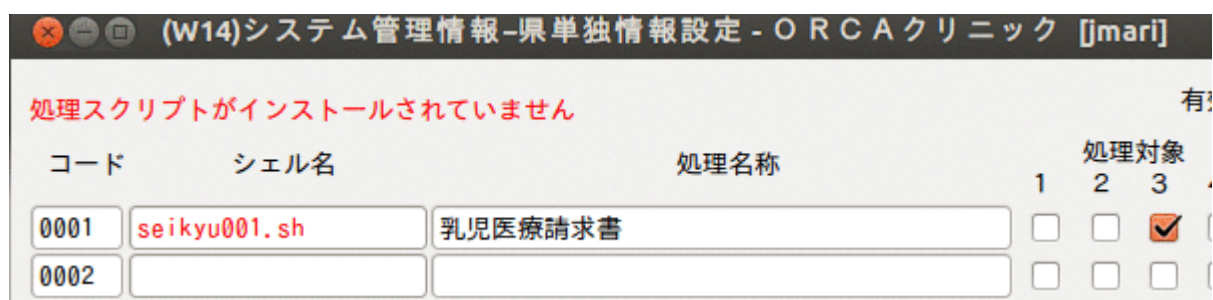 (W14)システム管理情報–県単独情報設定 - ＯＲＣＡクリニック [jmari]
処理スクリプトがインストールされていません
コード シェル名 処理名称 処理対象
1 2 3
0001 seikyu001.sh 乳児医療請求書
0002